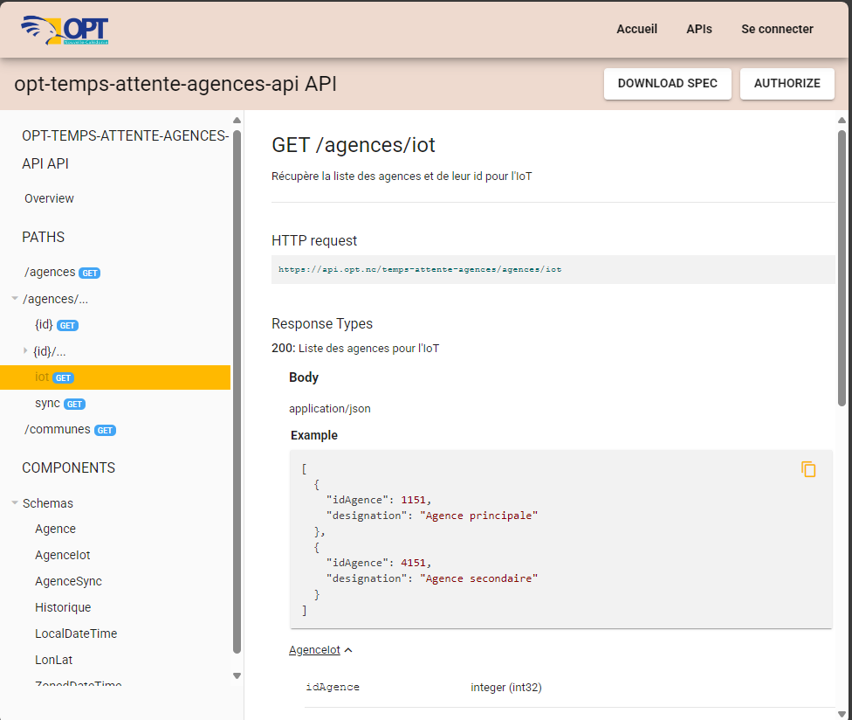 OPT
Accueil APIs Se connecter
opt-temps-attente-agences-api API
DOWNLOAD SPEC AUTHORIZE
OPT-TEMPS-ATTENTE-AGENCES-
API API
Overview
PATHS
/agences GET
/agences/...
{id} GET
{id}/...
iot GET
sync GET
/communes GET
COMPONENTS
Schemas
Agence
AgenceIot
AgenceSync
Historique
LocalDateTime
LonLat
ZonedDateTime
GET /agences/iot
Récupère la liste des agences et de leur id pour l'IoT
HTTP request
https://api.opt.nc/temps-attente-agences/agences/iot
Response Types
200: Liste des agences pour l'IoT
Body
application/json
Example
[
{
"idAgence": 1151,
"designation": "Agence principale"
},
{
"idAgence": 4151,
"designation": "Agence secondaire"
}
]
AgenceIot
idAgence integer (int32)